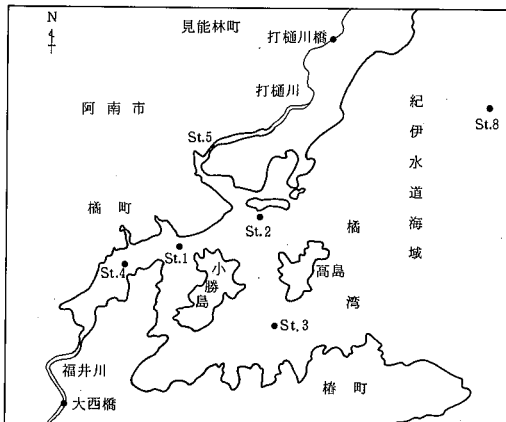 N
見能林町
打樋川橋
打樋川
阿南市
紀伊水道海域
St.8
St.5
橘町
St.2
橘湾
St.1
小勝島
高島
St.4
St.3
福井川
椿町
大西橋